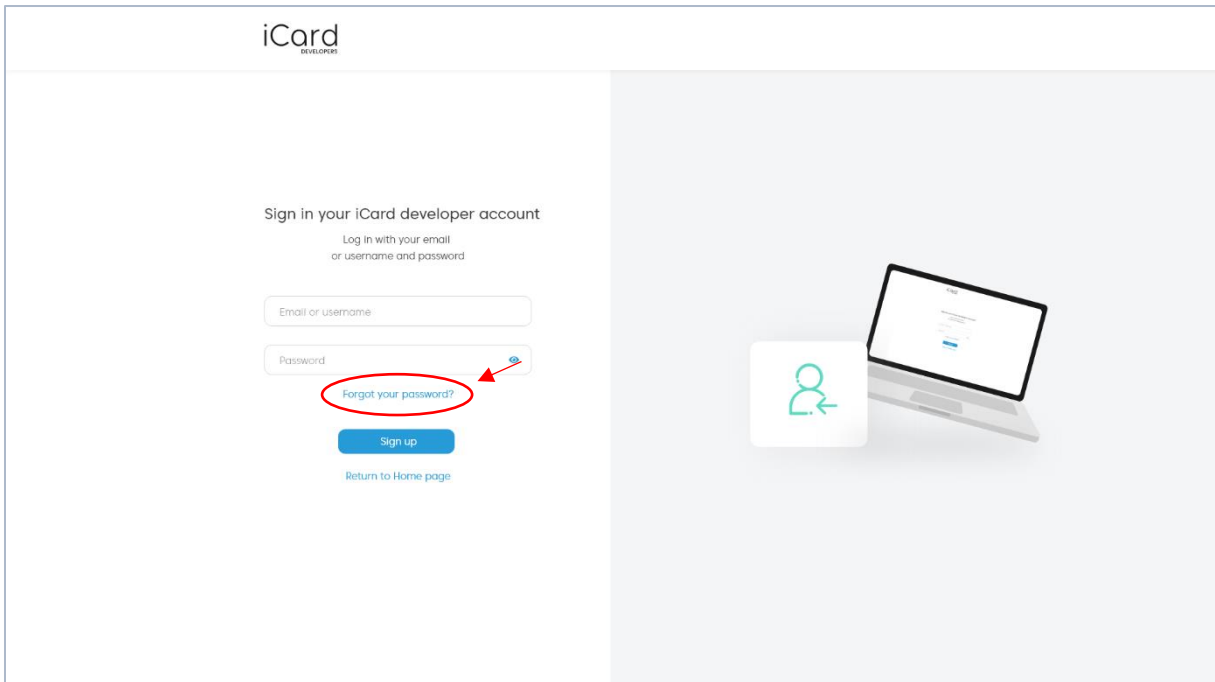 iCard
DEVELOPERS
Sign in your iCard developer account
Log in with your email
or username and password
Email or username
Password
Forgot your password?
Sign up
Return to Home page